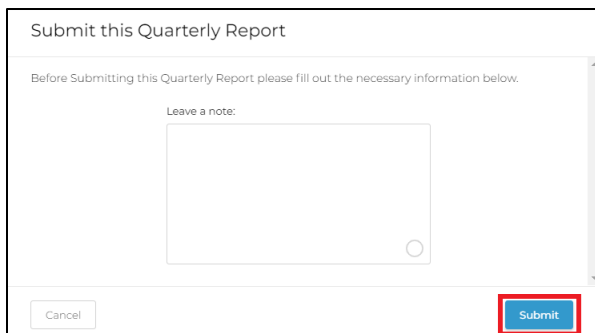 Submit this Quarterly Report
Before Submitting this Quarterly Report please fill out the necessary information below.
Leave a note:
Cancel
Submit